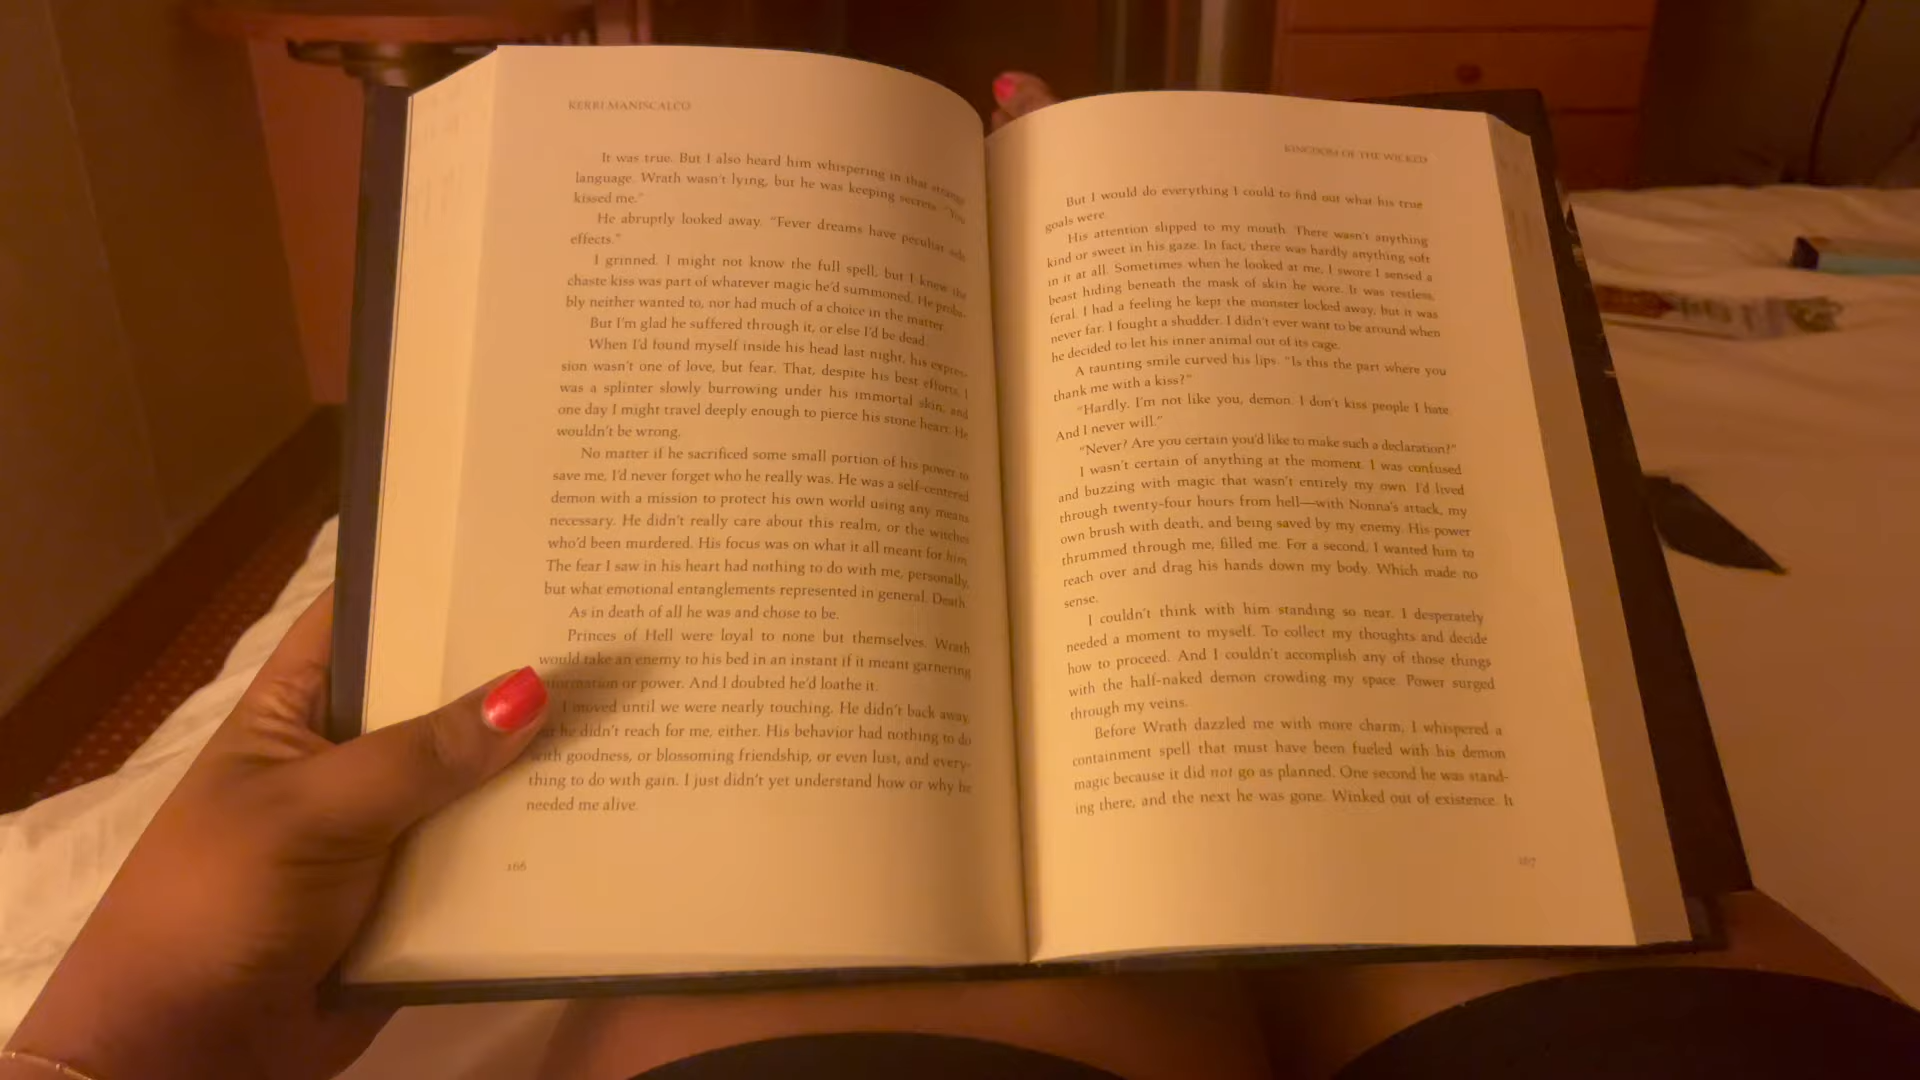 KERRI MANISCALCO
It was true. But I also heard him whispering in that strange
language. Wrath wasn't lying, but he was keeping secrets. "You
kissed me."
He abruptly looked away. "Fever dreams have peculiar side
effects."
I grinned. I might not know the full spell, but I knew the
chaste kiss was part of whatever magic he'd summoned. He proba-
bly neither wanted to, nor had much of a choice in the matter.
But I'm glad he suffered through it, or else I'd be dead.
When I'd found myself inside his head last night, his expres-
sion wasn't one of love, but fear. That, despite his best efforts, I
was a splinter slowly burrowing under his immortal skin, and
one day I might travel deeply enough to pierce his stone heart. He
wouldn't be wrong.
No matter if he sacrificed some small portion of his power to
save me, I'd never forget who he really was. He was a self-centered
demon with a mission to protect his own world using any means
necessary. He didn't really care about this realm, or the witches
who'd been murdered. His focus was on what it all meant for him.
The fear I saw in his heart had nothing to do with me, personally,
but what emotional entanglements represented in general. Death.
As in death of all he was and chose to be.
Princes of Hell were loyal to none but themselves. Wrath
would take an enemy to his bed in an instant if it meant garnering
information or power. And I doubted he'd loathe it.
I moved until we were nearly touching. He didn't back away,
he didn't reach for me, either. His behavior had nothing to do
with goodness, or blossoming friendship, or even lust, and every-
thing to do with gain. I just didn't yet understand how or why he
needed me alive.
166
KINGDOM OF THE WICKED
But I would do everything I could to find out what his true
goals were.
His attention slipped to my mouth. There wasn't anything
kind or sweet in his gaze. In fact, there was hardly anything soft
in it at all. Sometimes when he looked at me, I swore I sensed a
beast hiding beneath the mask of skin he wore. It was restless,
feral. I had a feeling he kept the monster locked away, but it was
never far. I fought a shudder. I didn't ever want to be around when
he decided to let his inner animal out of its cage.
A taunting smile curved his lips. "Is this the part where you
thank me with a kiss?"
"Hardly. I'm not like you, demon. I don't kiss people I hate.
And I never will."
"Never? Are you certain you'd like to make such a declaration?"
I wasn't certain of anything at the moment. I was confused
and buzzing with magic that wasn't entirely my own. I'd lived
through twenty-four hours from hell—with Nonna's attack, my
own brush with death, and being saved by my enemy. His power
thrummed through me, filled me. For a second, I wanted him to
reach over and drag his hands down my body. Which made no
sense.
I couldn't think with him standing so near. I desperately
needed a moment to myself. To collect my thoughts and decide
how to proceed. And I couldn't accomplish any of those things
with the half-naked demon crowding my space. Power surged
through my veins.
Before Wrath dazzled me with more charm, I whispered a
containment spell that must have been fueled with his demon
magic because it did not go as planned. One second he was stand-
ing there, and the next he was gone. Winked out of existence. It
167